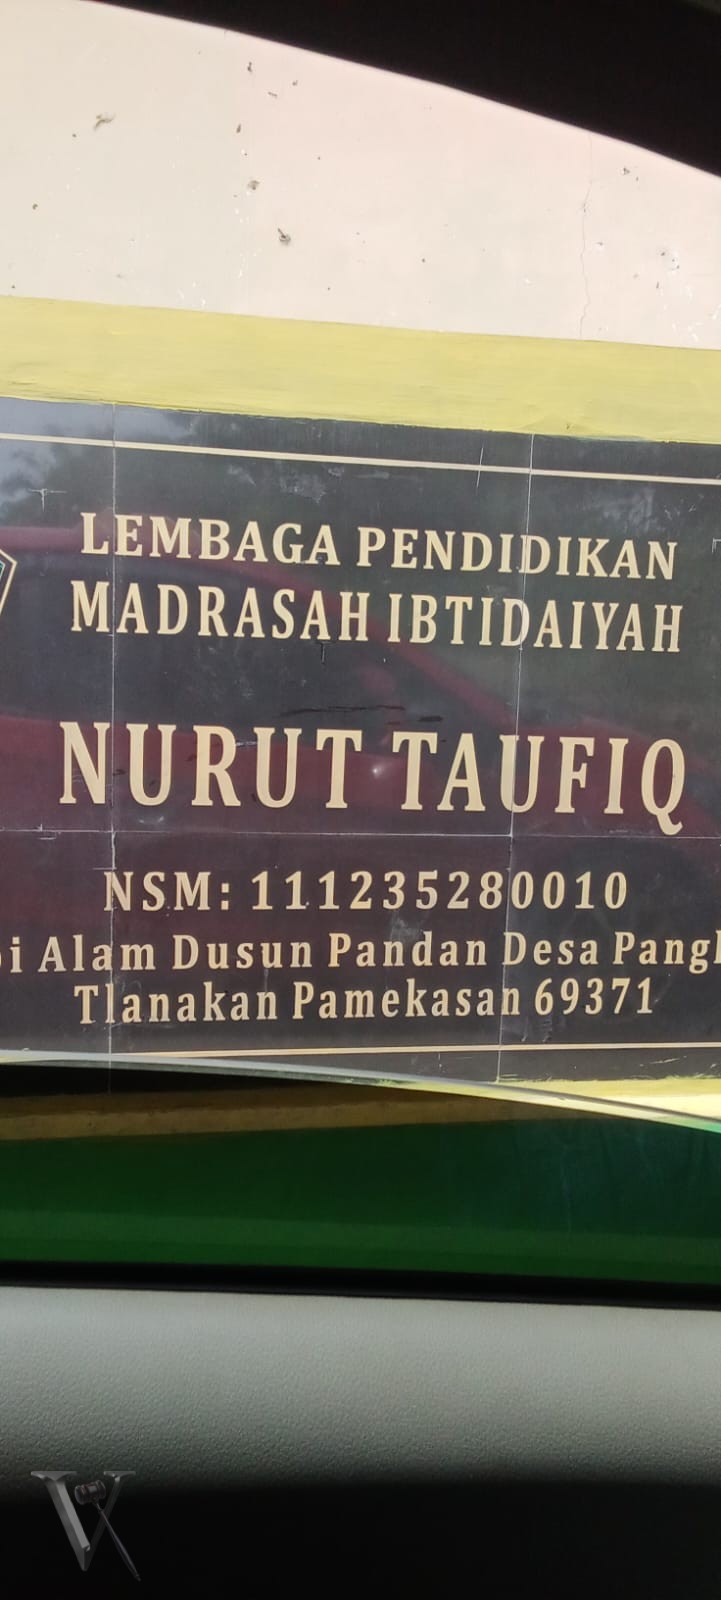 LEMBAGA PENDIDIKAN
MADRASAH IBTIDAIYAH
NURUT TAUFIQ
NSM: 111235280010
Alam Dusun Pandan Desa
Tlanakan Pamekasan 69371